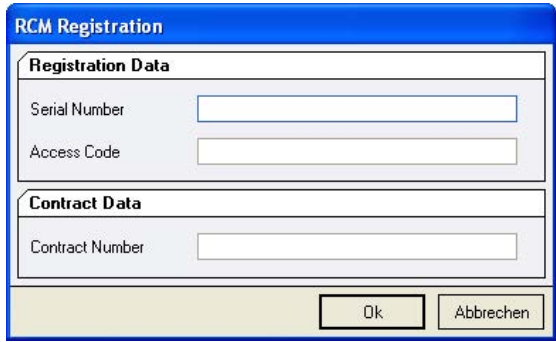 RCM Registration
Registration Data
Serial Number
Access Code
Contract Data
Contract Number
Ok Abbrechen